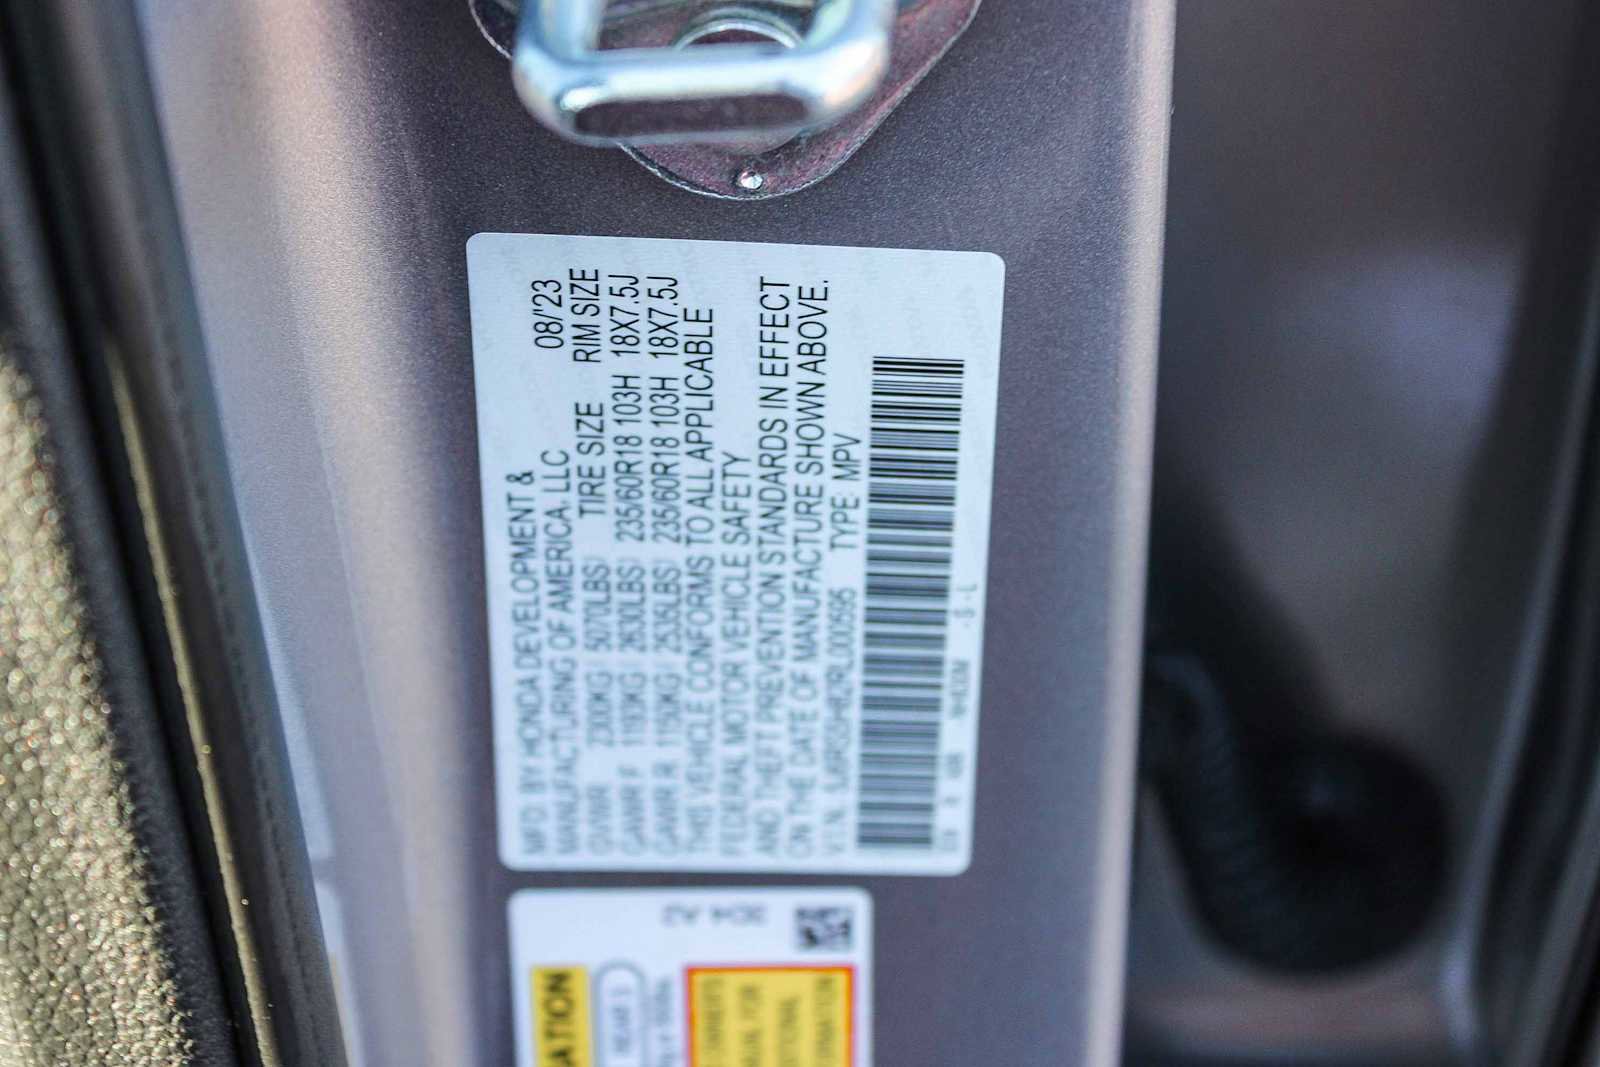 MFD. BY HONDA DEVELOPMENT &
MANUFACTURING OF AMERICA, LLC 08/'23
TIRE SIZE RIM SIZE
GVWR 2300KG( 5070LBS)
GAWR F 1193KG( 2630LBS) 235/60R18 103H 18X7.5J
GAWR R 1150KG( 2535LBS) 235/60R18 103H 18X7.5J
THIS VEHICLE CONFORMS TO ALL APPLICABLE
FEDERAL MOTOR VEHICLE SAFETY
AND THEFT PREVENTION STANDARDS IN EFFECT
ON THE DATE OF MANUFACTURE SHOWN ABOVE.
V.I.N. TYPE: MPV
-S-L